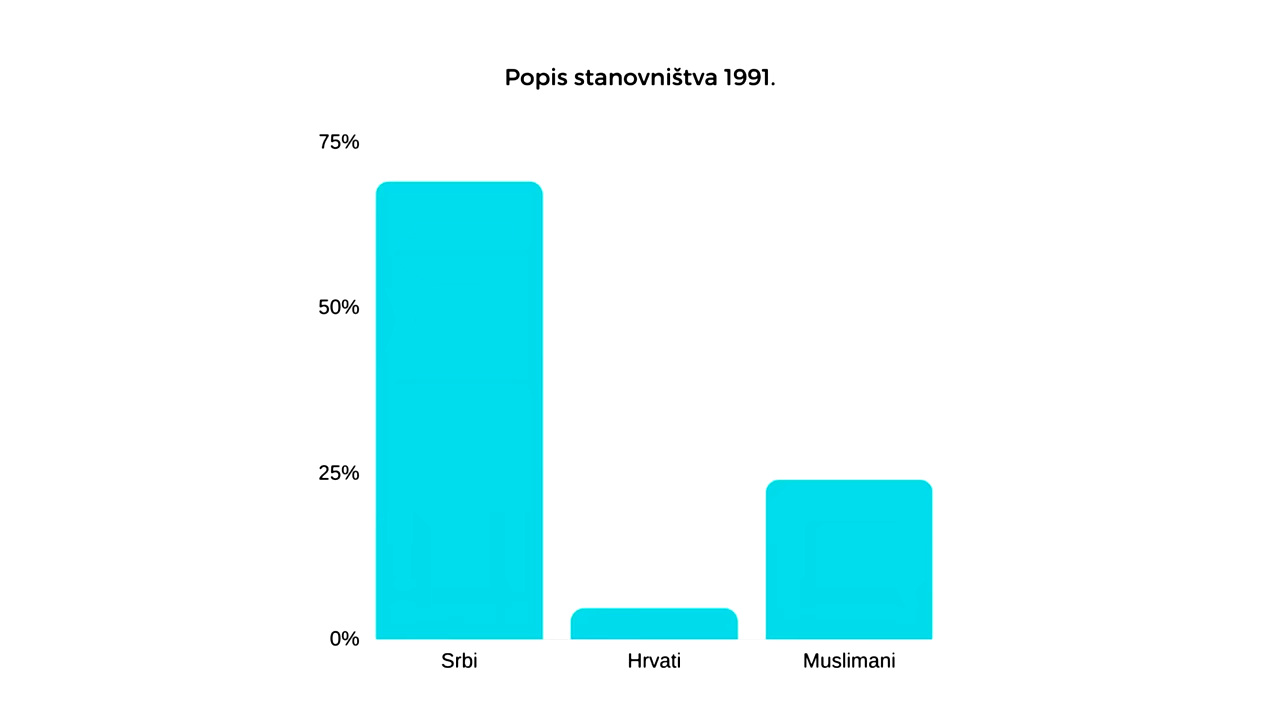 Popis stanovništva 1991.
75%
50%
25%
0%
Srbi
Hrvati
Muslimani